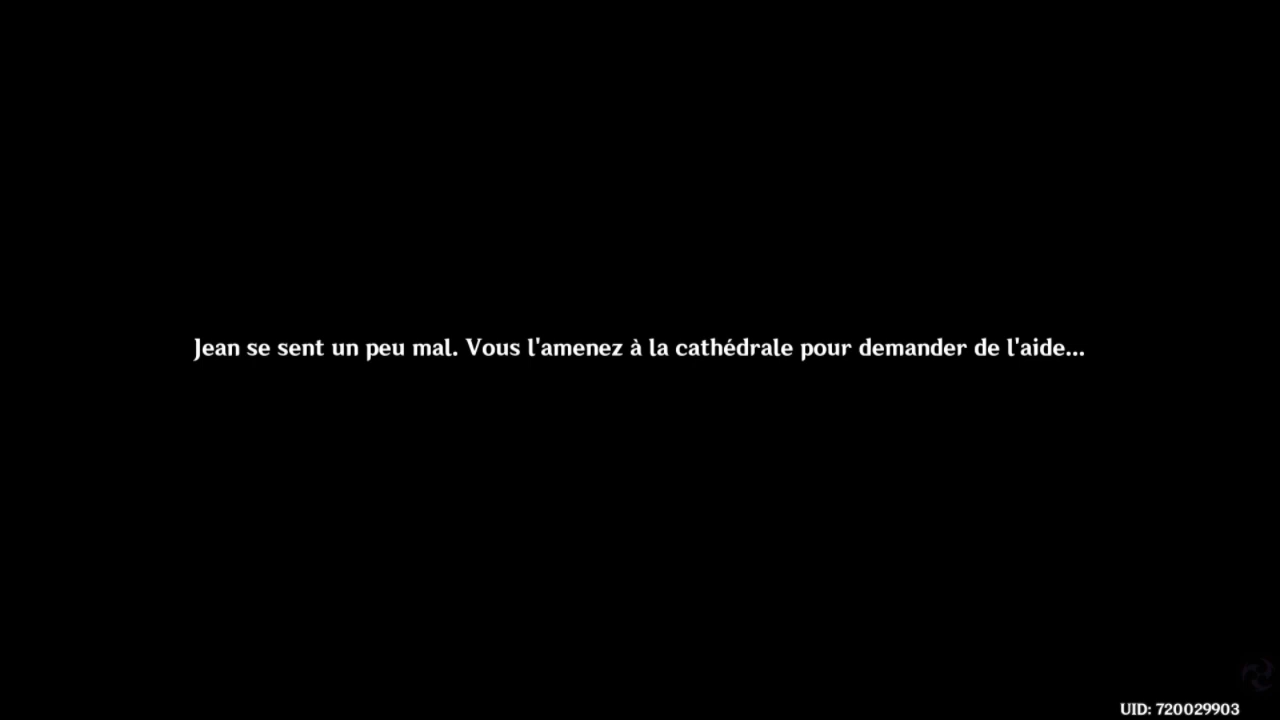 Jean se sent un peu mal. Vous l'amenez à la cathédrale pour demander de l'aide...
UID: 720029903